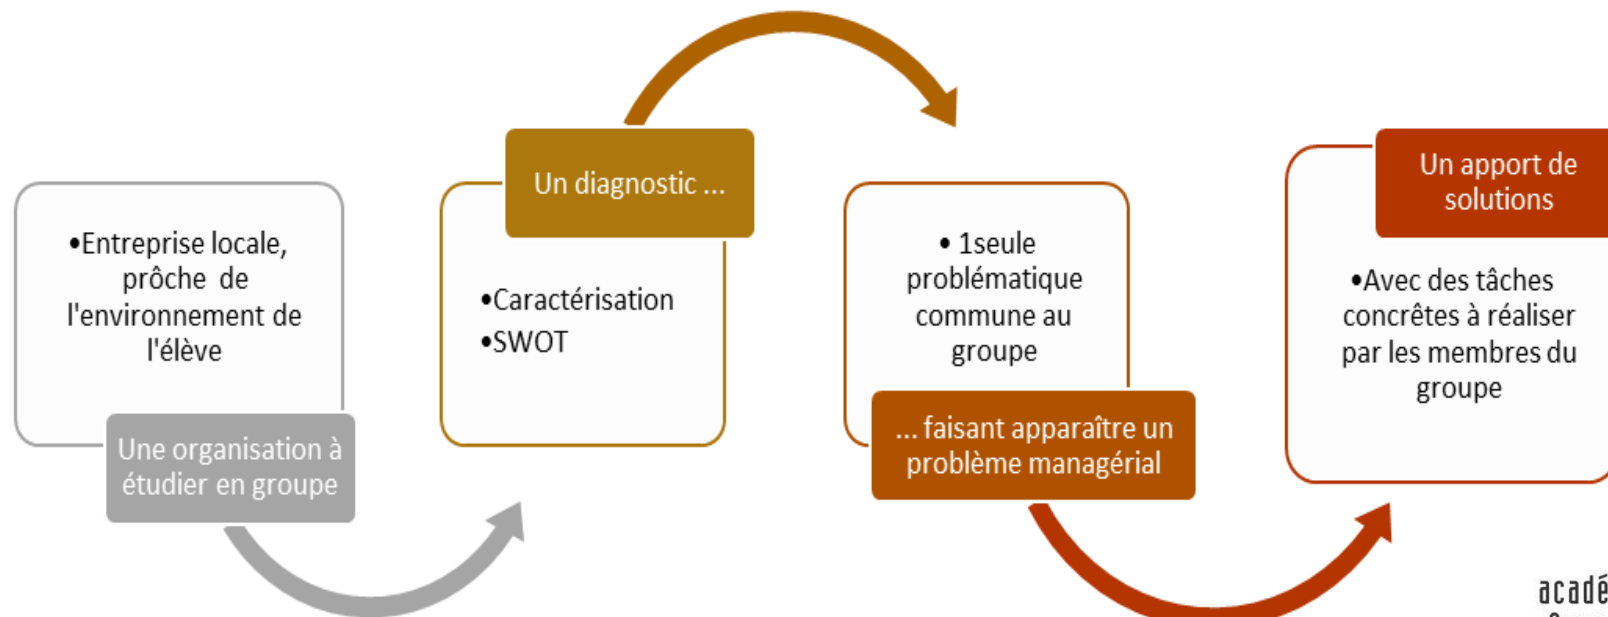 •Entreprise locale,
prôche de
l'environnement de
l'élève
Une organisation à
étudier en groupe
Un diagnostic ...
•Caractérisation
•SWOT
• 1seule
problématique
commune au
groupe
... faisant apparaître un
problème managérial
Un apport de
solutions
•Avec des tâches
concrêtes à réaliser
par les membres du
groupe